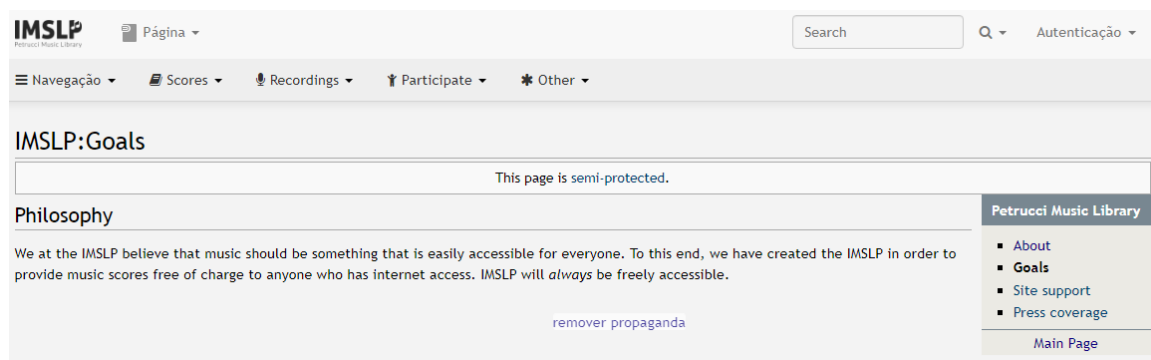 IMSLP
Petrucci Music Library
Página
Search
Autenticação
Navegação
Scores
Recordings
Participate
Other
IMSLP:Goals
This page is semi-protected.
Philosophy
We at the IMSLP believe that music should be something that is easily accessible for everyone. To this end, we have created the IMSLP in order to
provide music scores free of charge to anyone who has internet access. IMSLP will always be freely accessible.
remover propaganda
Petrucci Music Library
About
Goals
Site support
Press coverage
Main Page